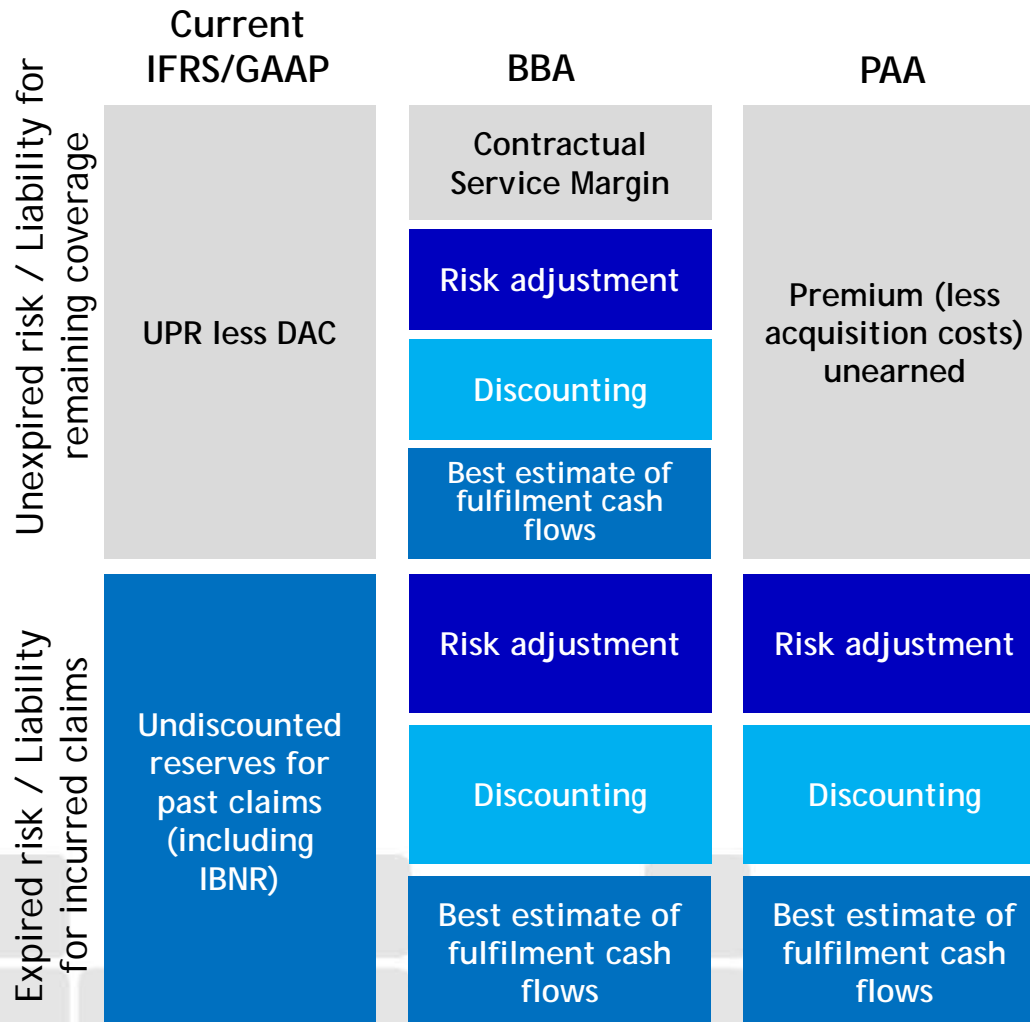 Current
IFRS/GAAP
BBA
PAA
Unexpired risk / Liability for
remaining coverage
UPR less DAC
Contractual
Service Margin
Risk adjustment
Discounting
Best estimate of
fulfilment cash
flows
Premium (less
acquisition costs)
unearned
Expired risk / Liability
for incurred claims
Undiscounted
reserves for
past claims
(including
IBNR)
Risk adjustment
Discounting
Best estimate of
fulfilment cash
flows
Risk adjustment
Discounting
Best estimate of
fulfilment cash
flows